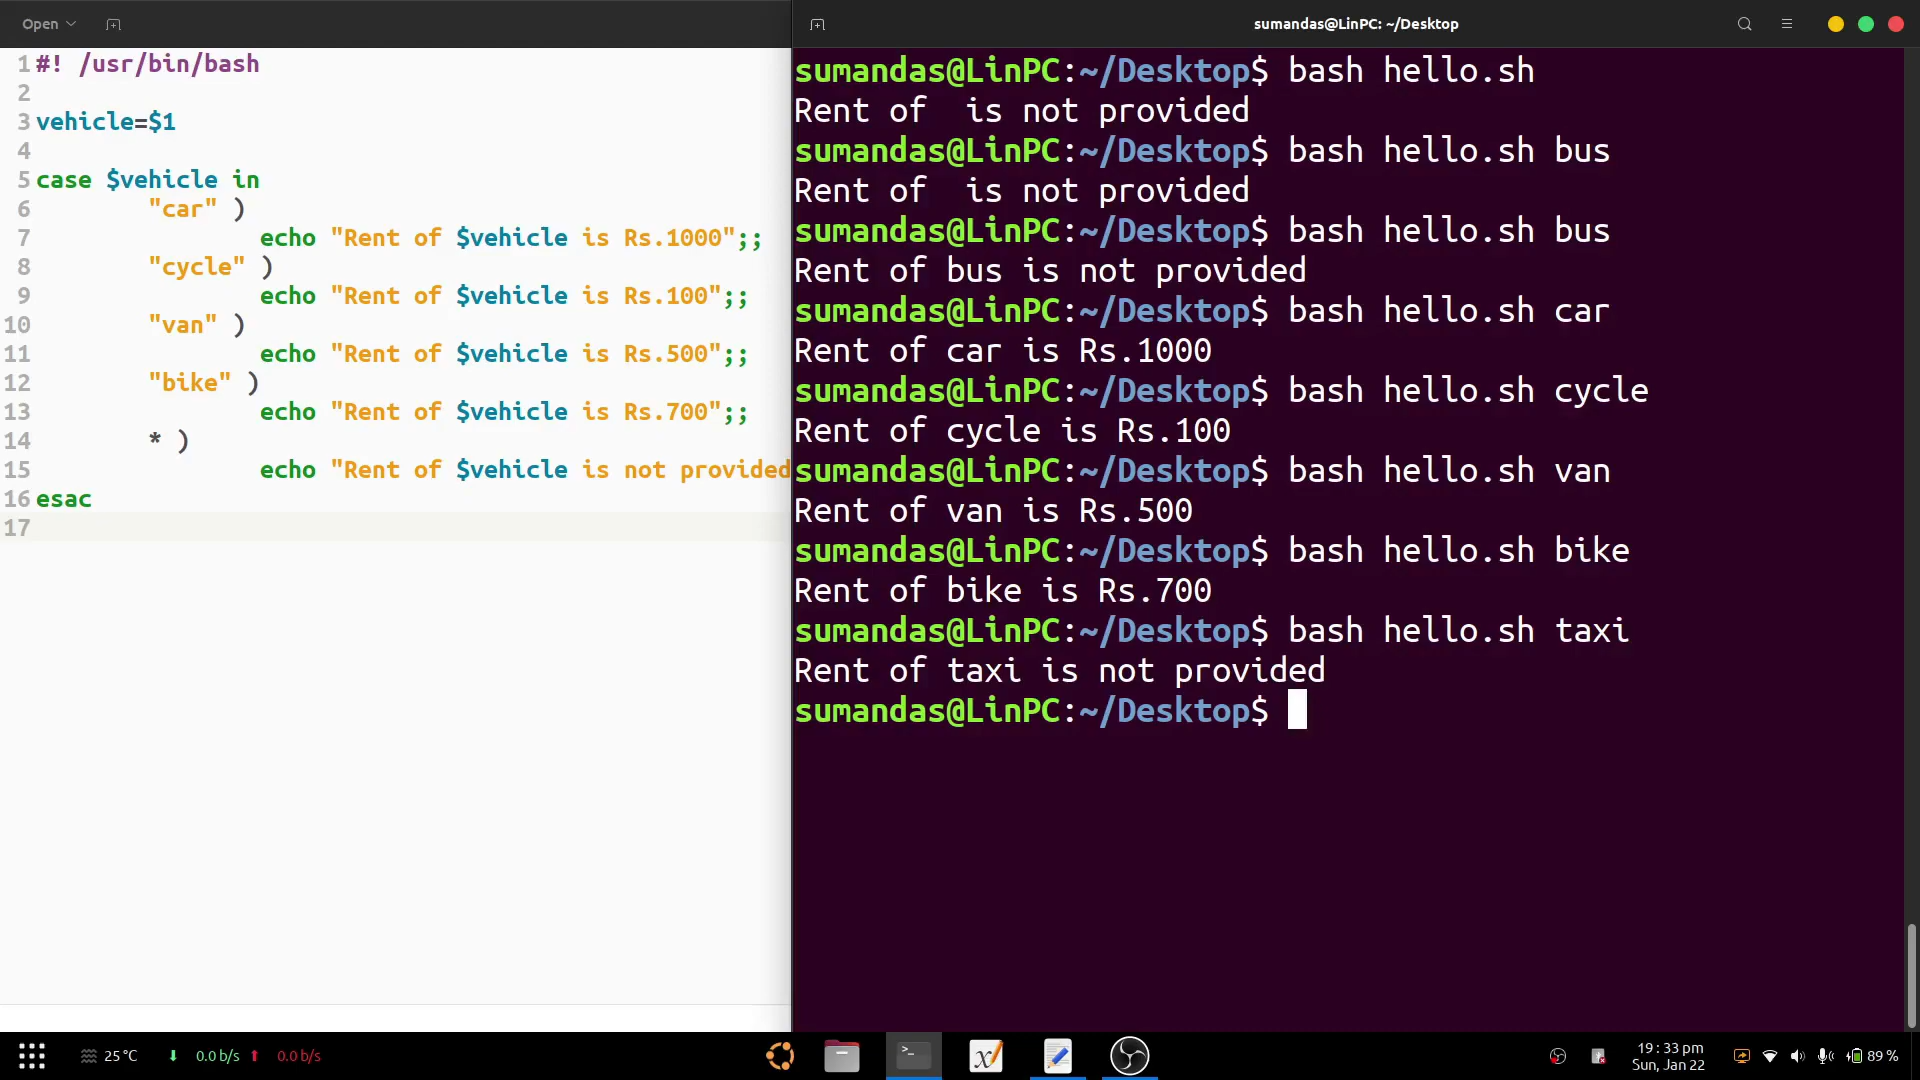 Open
1 #! /usr/bin/bash
2
3 vehicle=$1
4
5 case $vehicle in
6 "car" )
7 echo "Rent of $vehicle is Rs.1000";;
8 "cycle" )
9 echo "Rent of $vehicle is Rs.100";;
10 "van" )
11 echo "Rent of $vehicle is Rs.500";;
12 "bike" )
13 echo "Rent of $vehicle is Rs.700";;
14 * )
15 echo "Rent of $vehicle is not provided
16 esac
17
sumandas@LinPC: ~/Desktop
sumandas@LinPC:~/Desktop$ bash hello.sh
Rent of  is not provided
sumandas@LinPC:~/Desktop$ bash hello.sh bus
Rent of  is not provided
sumandas@LinPC:~/Desktop$ bash hello.sh bus
Rent of bus is not provided
sumandas@LinPC:~/Desktop$ bash hello.sh car
Rent of car is Rs.1000
sumandas@LinPC:~/Desktop$ bash hello.sh cycle
Rent of cycle is Rs.100
sumandas@LinPC:~/Desktop$ bash hello.sh van
Rent of van is Rs.500
sumandas@LinPC:~/Desktop$ bash hello.sh bike
Rent of bike is Rs.700
sumandas@LinPC:~/Desktop$ bash hello.sh taxi
Rent of taxi is not provided
sumandas@LinPC:~/Desktop$
25 °C 0.0 b/s 0.0 b/s
19 : 33 pm
Sun, Jan 22
89 %